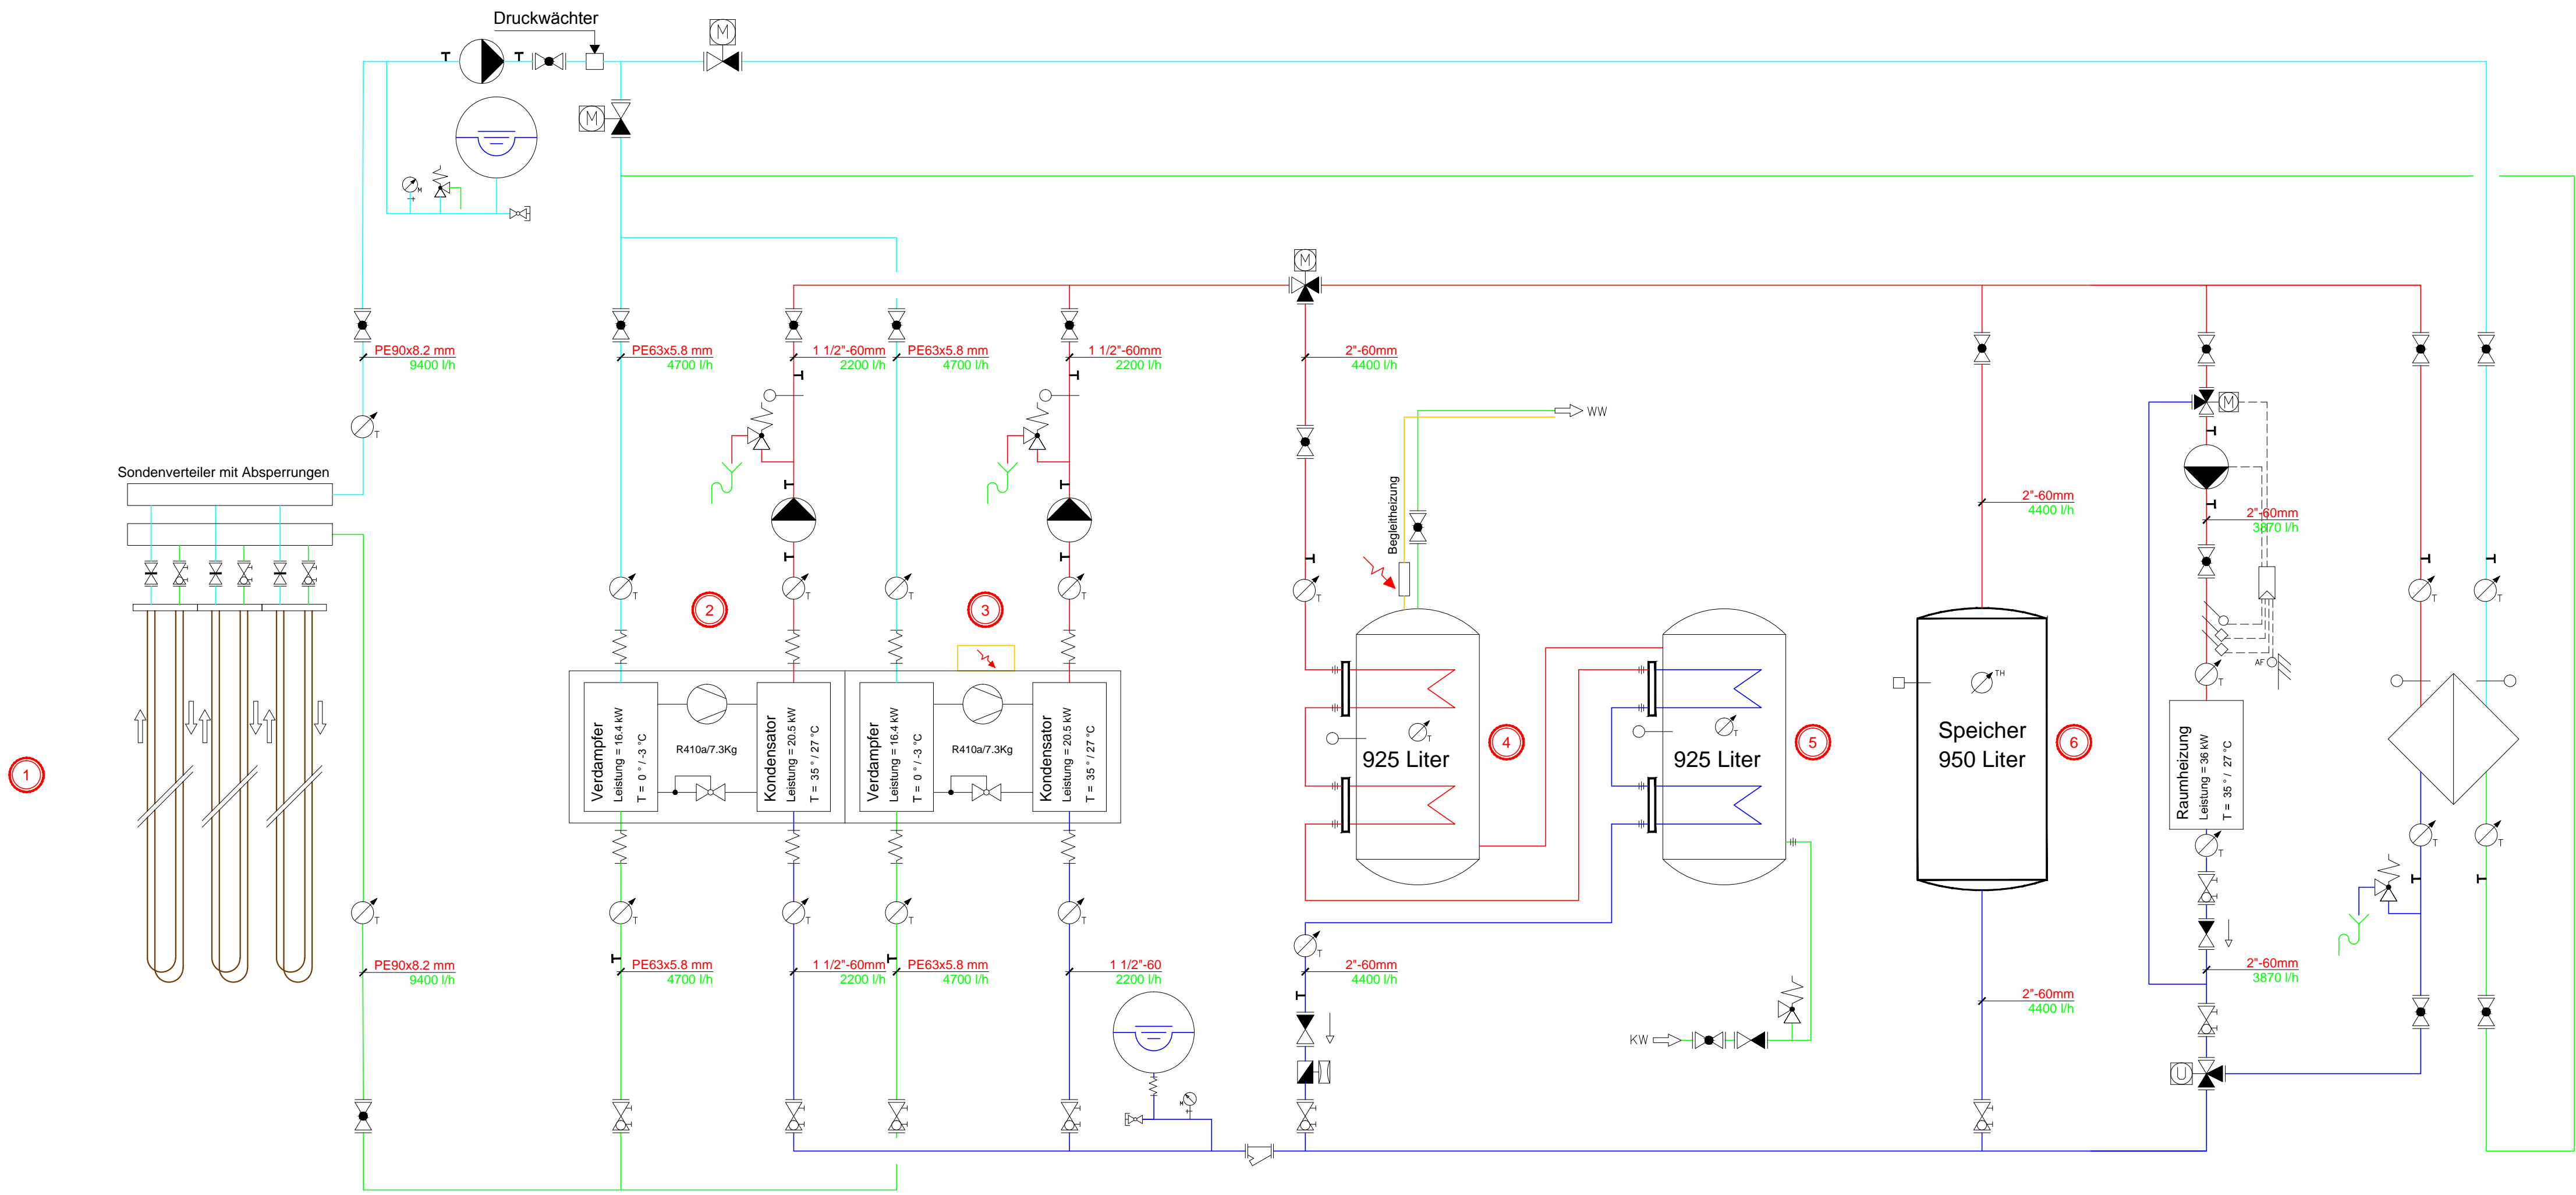 Druckwächter
M
M
M
M
PE90x8.2 mm
9400 l/h
PE63x5.8 mm
4700 l/h
1 1/2"-60mm
2200 l/h
PE63x5.8 mm
4700 l/h
1 1/2"-60mm
2200 l/h
2"-60mm
4400 l/h
M
T
WW
Sondenverteiler mit Absperrungen
Begleitheizung
2"-60mm
4400 l/h
2"-60mm
3870 l/h
T
T
T
T
T
T
T
2
3
AF
T
TH
1
Verdampfer
Leistung = 16.4 kW
T = 0 ° / -3 °C
R410a/7.3Kg
Kondensator
Leistung = 20.5 kW
T = 35 ° / 27 °C
Verdampfer
Leistung = 16.4 kW
T = 0 ° / -3 °C
R410a/7.3Kg
Kondensator
Leistung = 20.5 kW
T = 35 ° / 27 °C
T
925 Liter
4
T
925 Liter
5
Speicher
950 Liter
6
Raumheizung
Leistung = 36 kW
T = 35 ° / 27 °C
T
T
T
T
T
T
T
T
T
PE90x8.2 mm
9400 l/h
PE63x5.8 mm
4700 l/h
1 1/2"-60mm
2200 l/h
PE63x5.8 mm
4700 l/h
1 1/2"-60
2200 l/h
2"-60mm
4400 l/h
2"-60mm
4400 l/h
2"-60mm
3870 l/h
KW
M
U